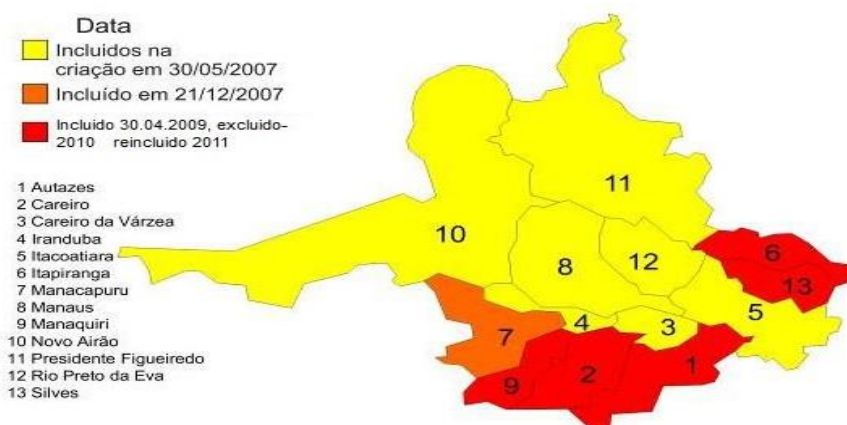 Data
Incluidos na
criação em 30/05/2007
Incluído em 21/12/2007
Incluido 30.04.2009, excluido-
2010 reincluido 2011
1 Autazes
2 Careiro
3 Careiro da Várzea
4 Iranduba
5 Itacoatiara
6 Itapiranga
7 Manacapuru
8 Manaus
9 Manaquiri
10 Novo Airão
11 Presidente Figueiredo
12 Rio Preto da Eva
13 Silves
11
10
8
12
6
13
5
4
3
7
1
2
9